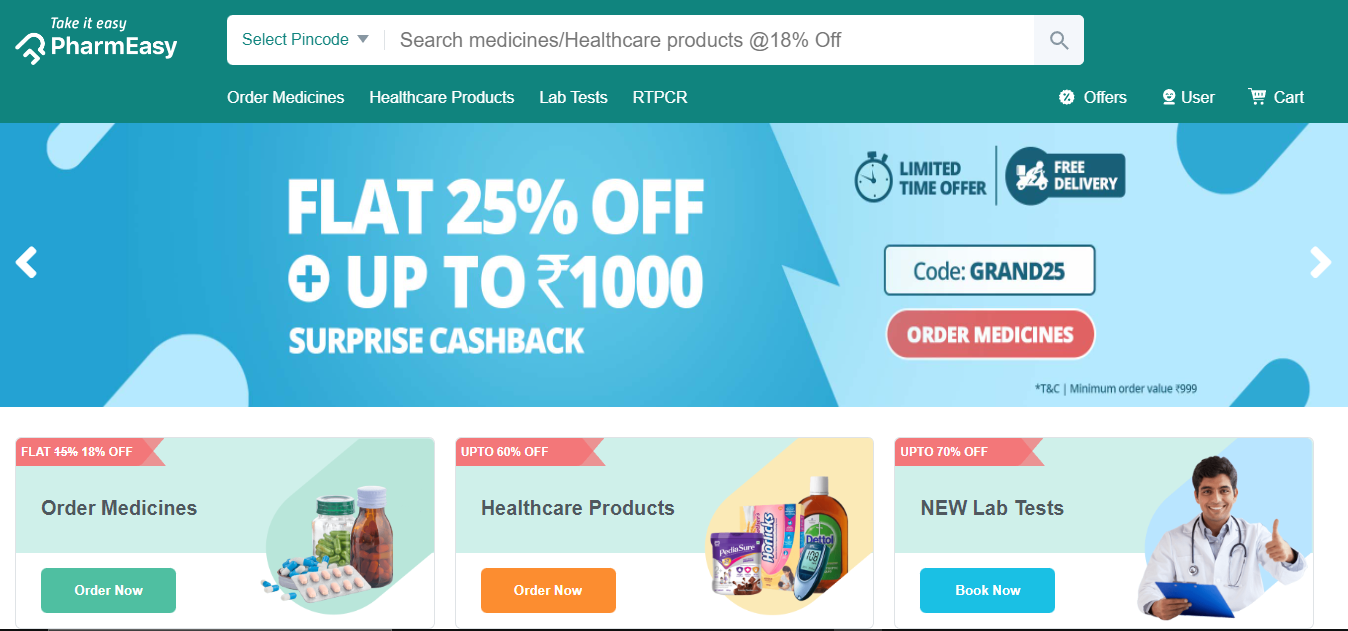 Take it easy
PharmEasy
Select Pincode
Search medicines/Healthcare products @18% Off
Order Medicines
Healthcare Products
Lab Tests
RTPCR
Offers
User
Cart
FLAT 25% OFF
+ UP TO ₹1000
SURPRISE CASHBACK
LIMITED
TIME OFFER
FREE
DELIVERY
Code: GRAND25
ORDER MEDICINES
*T&C | Minimum order value ₹999
FLAT 15% 18% OFF
Order Medicines
Order Now
UPTO 60% OFF
Healthcare Products
PediaSure
Horlicks
Dettol
108
Order Now
UPTO 70% OFF
NEW Lab Tests
Book Now